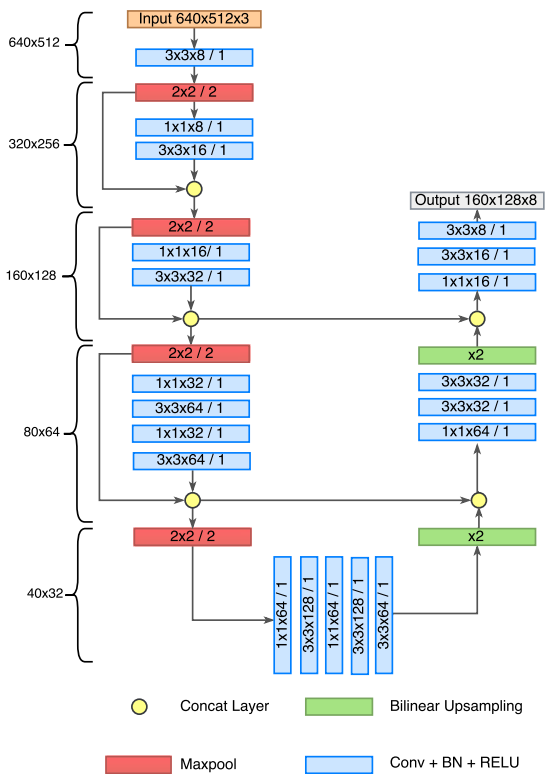 Input 640x512x3
640x512
3x3x8 / 1
2x2 / 2
320x256
1x1x8 / 1
3x3x16 / 1
2x2 / 2
160x128
1x1x16/ 1
3x3x32 / 1
2x2 / 2
80x64
1x1x32 / 1
3x3x64 / 1
1x1x32 / 1
3x3x64 / 1
2x2 / 2
40x32
1x1x64 / 1
3x3x128 / 1
1x1x64 / 1
3x3x128 / 1
3x3x64 / 1
Output 160x128x8
3x3x8 / 1
3x3x16 / 1
1x1x16 / 1
x2
3x3x32 / 1
3x3x32 / 1
1x1x64 / 1
x2
Concat Layer
Bilinear Upsampling
Maxpool
Conv + BN + RELU